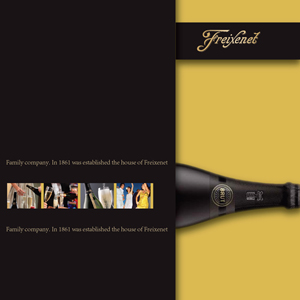 Freixenet
Family company. In 1861 was established the house of Freixenet
BRUT
Family company. In 1861 was established the house of Freixenet